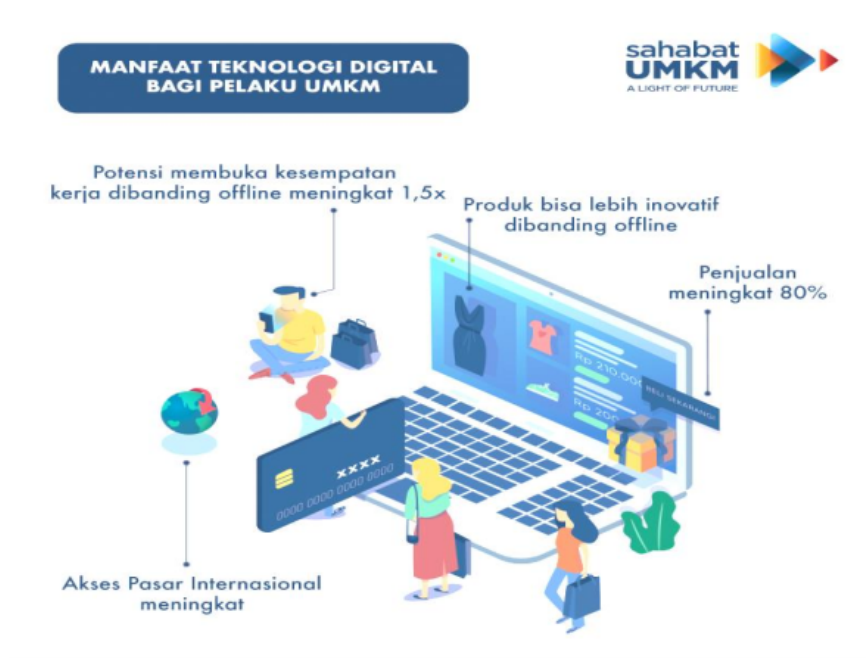 MANFAAT TEKNOLOGI DIGITAL
BAGI PELAKU UMKM
sahabat
UMKM
A LIGHT OF FUTURE
Potensi membuka kesempatan
kerja dibanding offline meningkat 1,5x
Produk bisa lebih inovatif
dibanding offline
Penjualan
meningkat 80%
Rp 210.000
BELI SEKARANG!
Rp 200
XXXX
0000 0000 0000 0000
Akses Pasar Internasional
meningkat